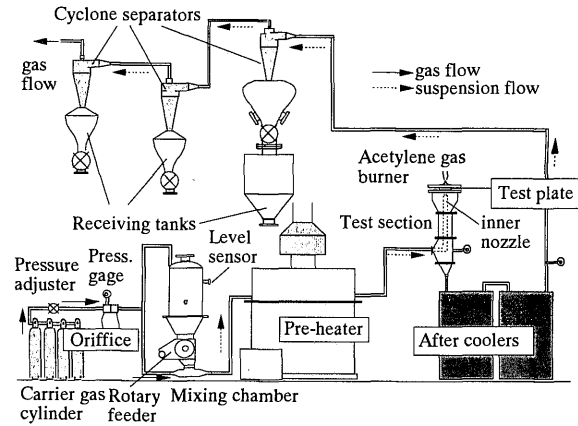 Cyclone separators
gas
flow
gas flow
suspension flow
Acetylene gas
burner
Test plate
Receiving tanks
Test section
inner
nozzle
Level
sensor
Press.
gage
Pressure
adjuster
Oriffice
Pre-heater
After coolers
Carrier gas
cylinder
Rotary
feeder
Mixing chamber